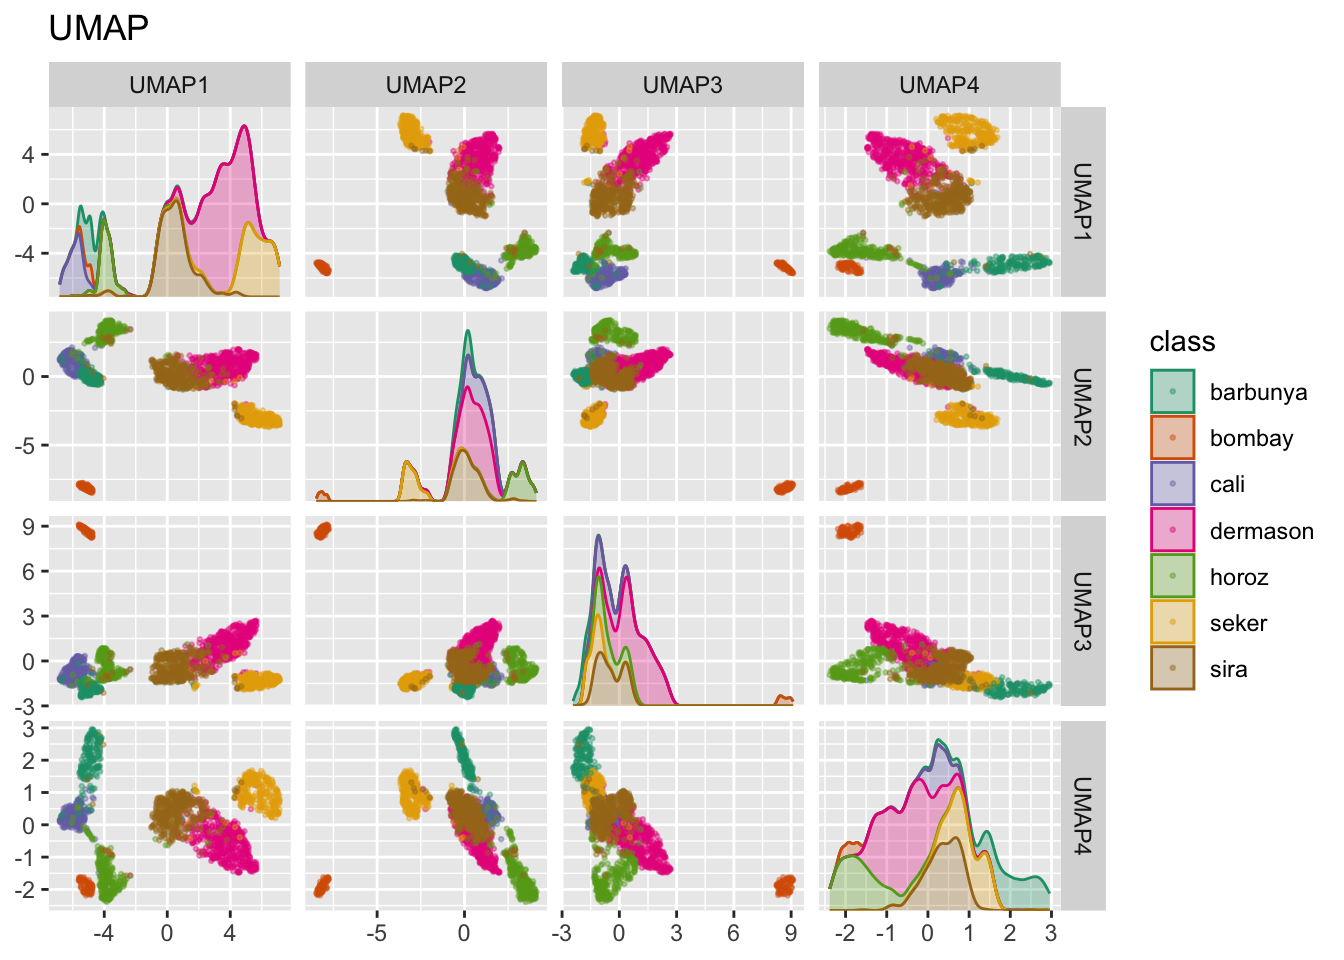 UMAP
UMAP1 UMAP2 UMAP3 UMAP4
4
0
-4
UMAP1
0
-5
UMAP2
9
6
3
0
-3
UMAP3
3
2
1
0
-1
-2
UMAP4
-4 0 4 -5 0 -3 0 3 6 9 -2 -1 0 1 2 3
class
barbunya
bombay
cali
dermason
horoz
seker
sira